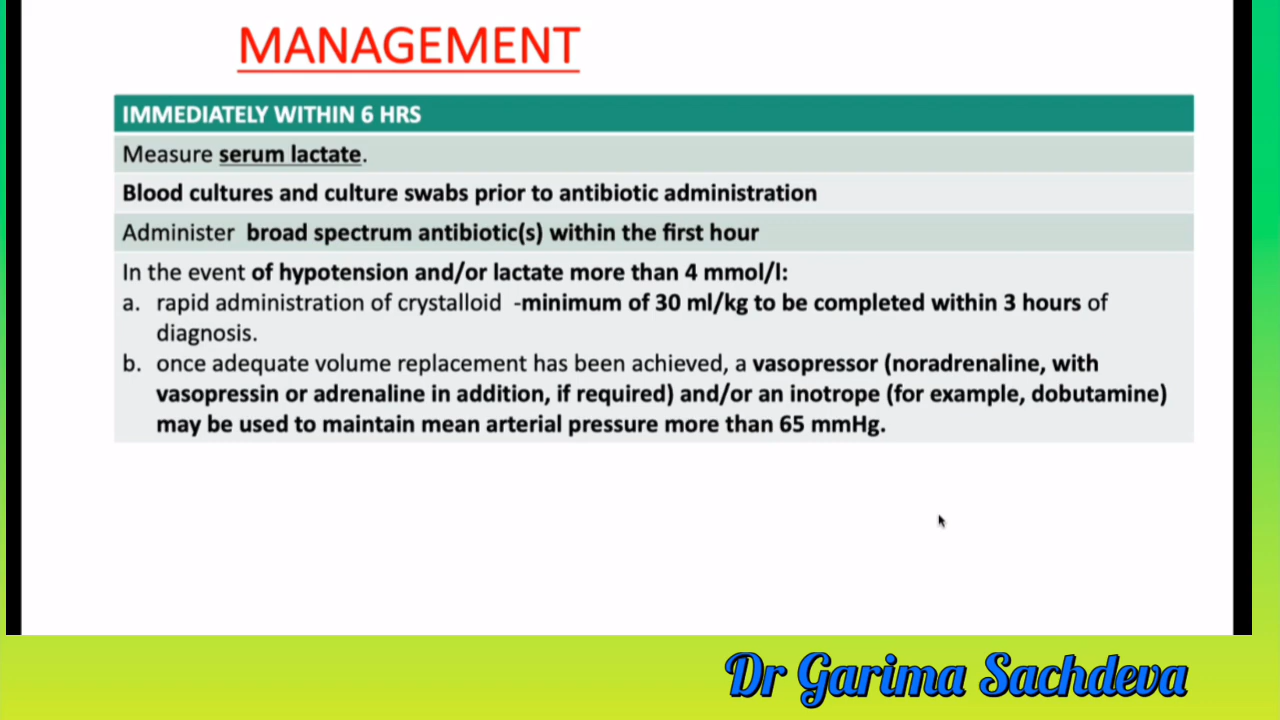 MANAGEMENT
IMMEDIATELY WITHIN 6 HRS
Measure serum lactate.
Blood cultures and culture swabs prior to antibiotic administration
Administer broad spectrum antibiotic(s) within the first hour
In the event of hypotension and/or lactate more than 4 mmol/l:
a. rapid administration of crystalloid -minimum of 30 ml/kg to be completed within 3 hours of
diagnosis.
b. once adequate volume replacement has been achieved, a vasopressor (noradrenaline, with
vasopressin or adrenaline in addition, if required) and/or an inotrope (for example, dobutamine)
may be used to maintain mean arterial pressure more than 65 mmHg.
Dr Garima Sachdeva